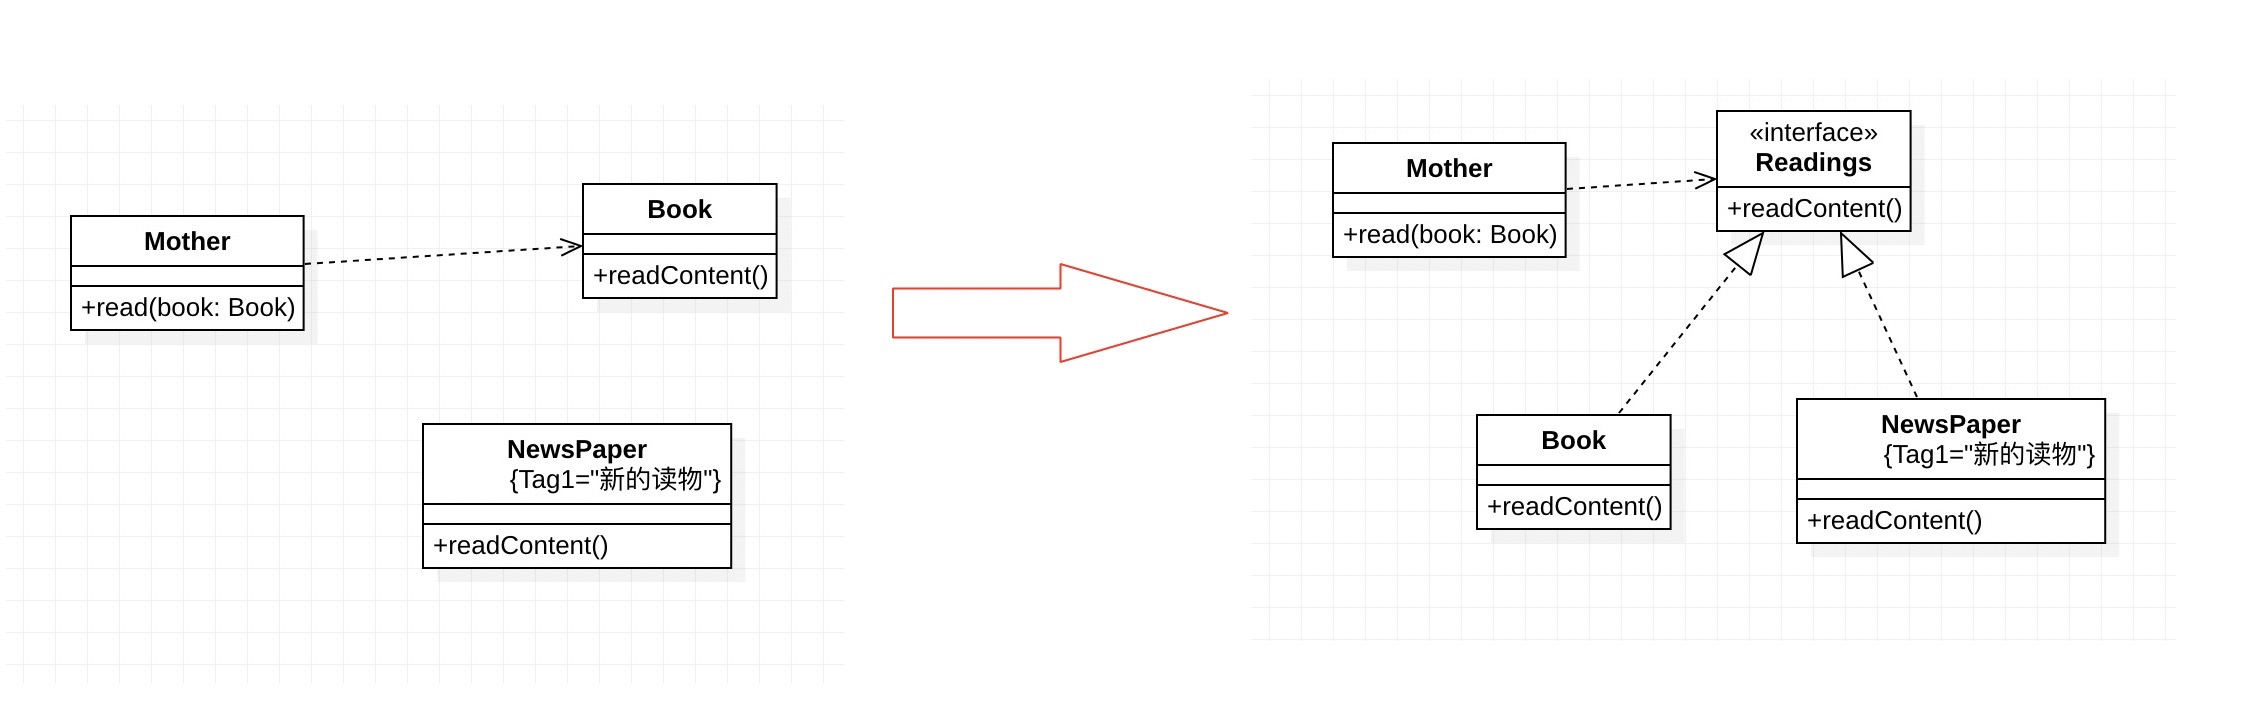 Mother
+read(book: Book)
Book
+readContent()
NewsPaper
{Tag1="新的读物"}
+readContent()
Mother
+read(book: Book)
«interface»
Readings
+readContent()
Book
+readContent()
NewsPaper
{Tag1="新的读物"}
+readContent()